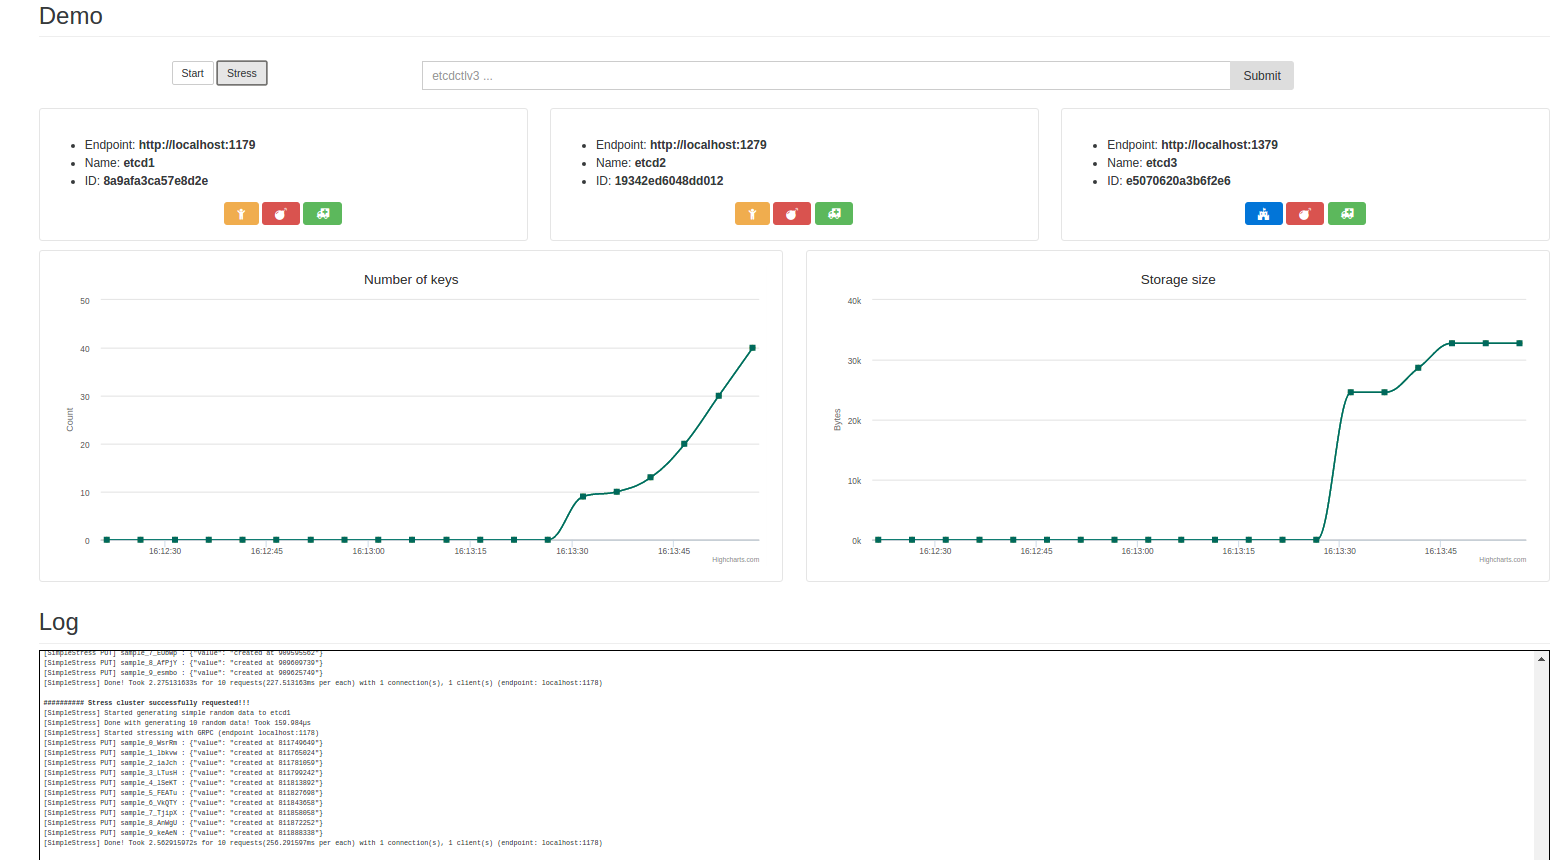 Demo
Start Stress etcdctlv3 ... Submit
Endpoint: http://localhost:1179
Name: etcd1
ID: 8a9afa3ca57e8d2e
Endpoint: http://localhost:1279
Name: etcd2
ID: 19342ed6048dd012
Endpoint: http://localhost:1379
Name: etcd3
ID: e5070620a3b6f2e6
Number of keys
50
40
30
20
10
0
Count
16:12:30 16:12:45 16:13:00 16:13:15 16:13:30 16:13:45
Highcharts.com
Storage size
40k
30k
20k
10k
0k
Bytes
16:12:30 16:12:45 16:13:00 16:13:15 16:13:30 16:13:45
Highcharts.com
Log
[SimpleStress PUT] : {"value": "created at 909595562"}
[SimpleStress PUT] sample_8_AfPjY : {"value": "created at 909609739"}
[SimpleStress PUT] sample_9_esmbo : {"value": "created at 909625749"}
[SimpleStress] Done! Took 2.275131633s for 10 requests(227.513163ms per each) with 1 connection(s), 1 client(s) (endpoint: localhost:1178)
########## Stress cluster successfully requested!!!
[SimpleStress] Started generating simple random data to etcd1
[SimpleStress] Done with generating 10 random data! Took 159.984µs
[SimpleStress] Started stressing with GRPC (endpoint localhost:1178)
[SimpleStress PUT] sample_0_WsrRm : {"value": "created at 811749649"}
[SimpleStress PUT] sample_1_lbkvw : {"value": "created at 811765024"}
[SimpleStress PUT] sample_2_iaJch : {"value": "created at 811781059"}
[SimpleStress PUT] sample_3_LTusH : {"value": "created at 811799242"}
[SimpleStress PUT] sample_4_lSeKT : {"value": "created at 811813892"}
[SimpleStress PUT] sample_5_FEATu : {"value": "created at 811827698"}
[SimpleStress PUT] sample_6_VkQTY : {"value": "created at 811843658"}
[SimpleStress PUT] sample_7_TjipX : {"value": "created at 811858058"}
[SimpleStress PUT] sample_8_AnWgU : {"value": "created at 811872252"}
[SimpleStress PUT] sample_9_keAeN : {"value": "created at 811888338"}
[SimpleStress] Done! Took 2.562915972s for 10 requests(256.291597ms per each) with 1 connection(s), 1 client(s) (endpoint: localhost:1178)